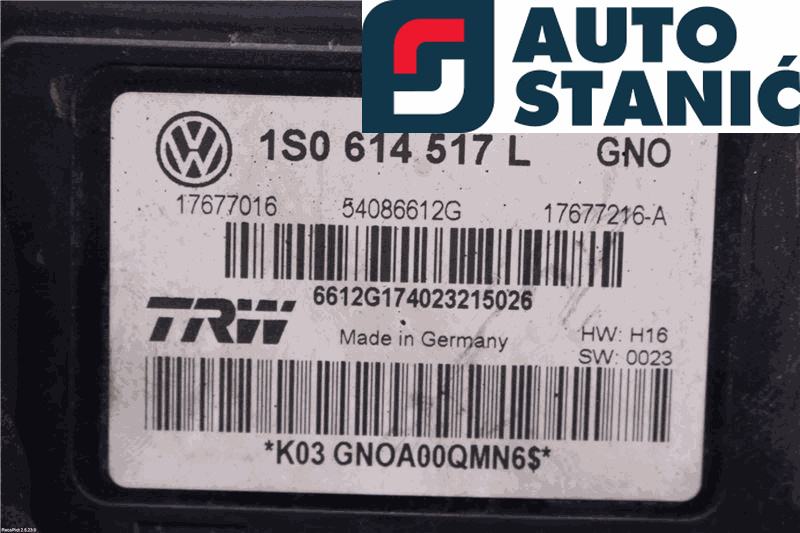 AUTO
STANIĆ
1S0 614 517 L GNO
17677016 54086612G 17677216-A
6612G174023215026
TRW
Made in Germany
HW: H16
SW: 0023
*K03 GNOA00QMN6$*